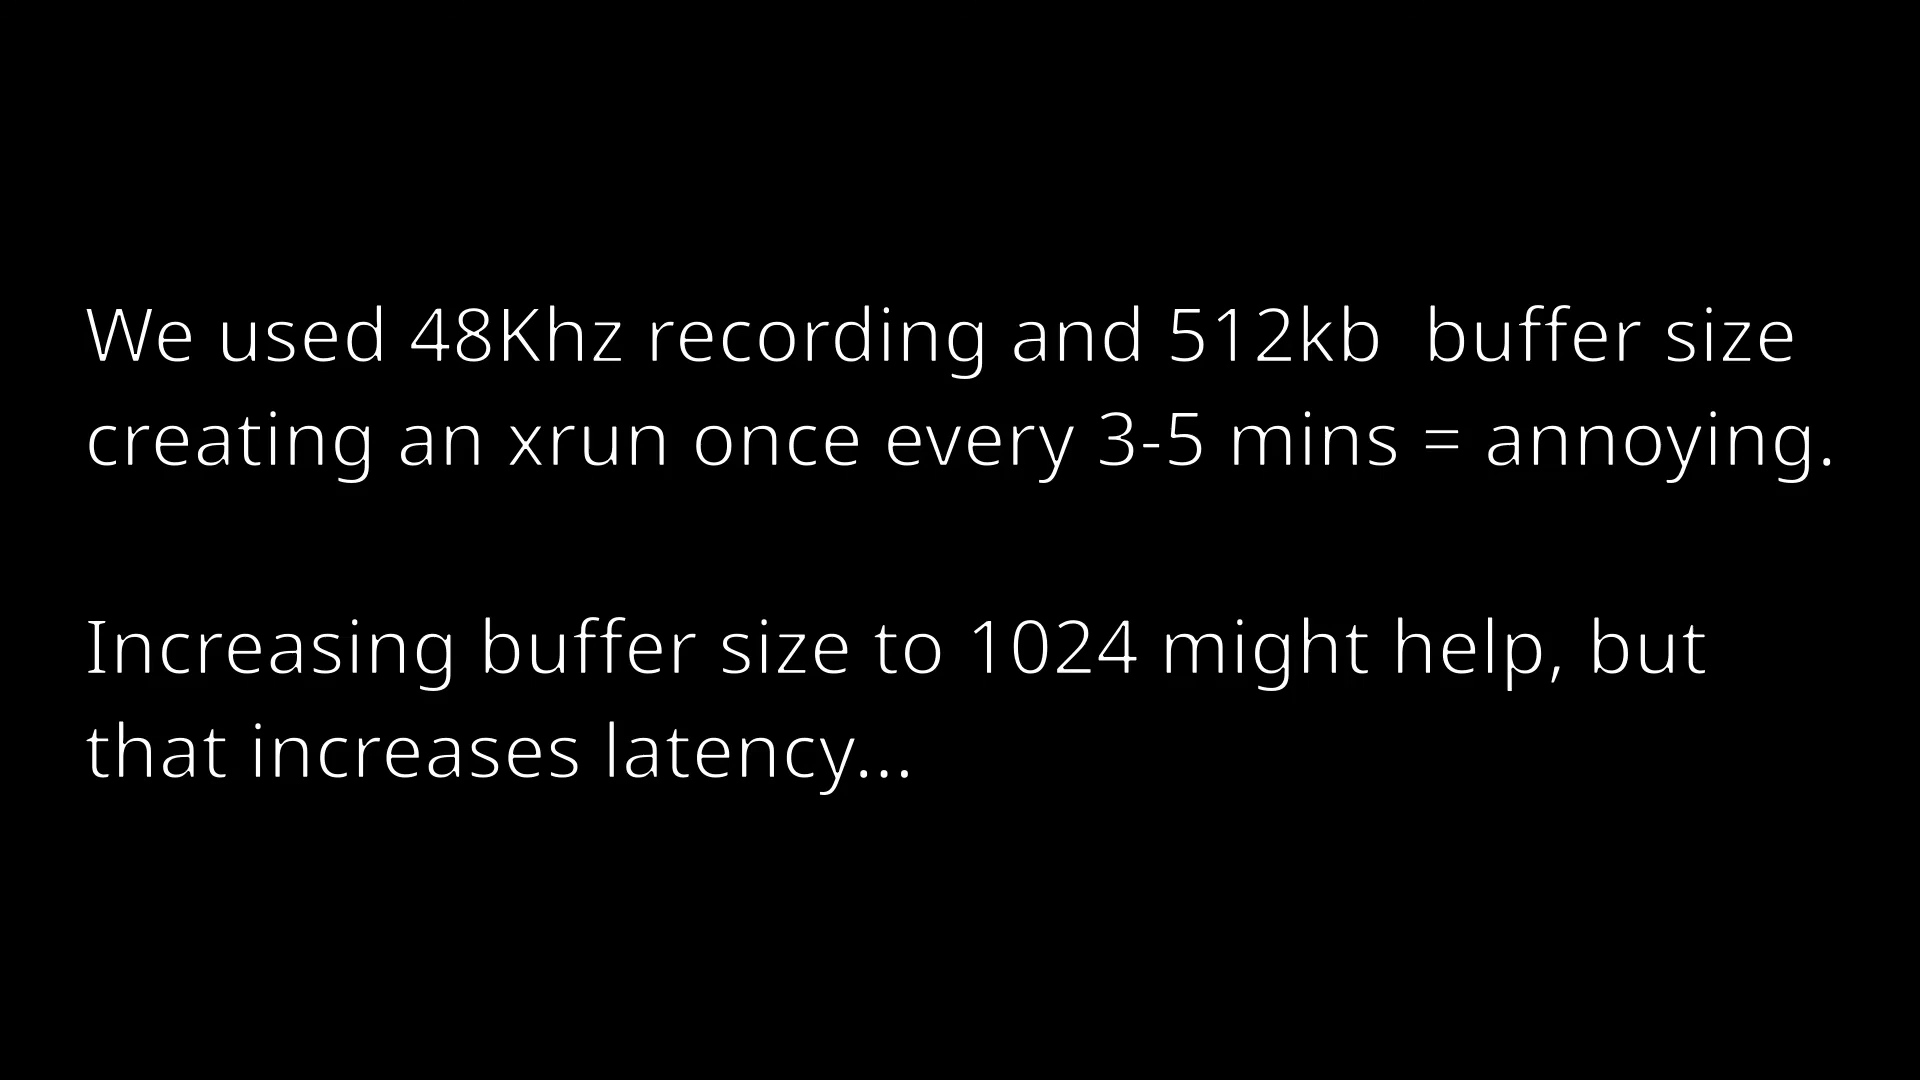 We used 48Khz recording and 512kb  buffer size
creating an xrun once every 3-5 mins = annoying.
Increasing buffer size to 1024 might help, but
that increases latency...